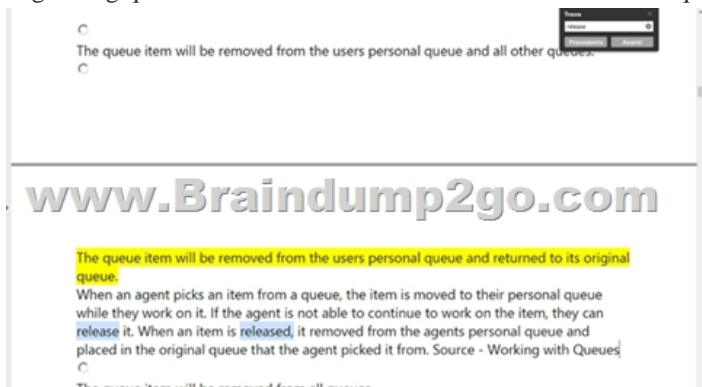 Trova
release
Precedente Avanti
The queue item will be removed from the users personal queue and all other queues.
www.Braindump2go.com
The queue item will be removed from the users personal queue and returned to its original
queue.
When an agent picks an item from a queue, the item is moved to their personal queue
while they work on it. If the agent is not able to continue to work on the item, they can
release it. When an item is released, it removed from the agents personal queue and
placed in the original queue that the agent picked it from. Source - Working with Queues